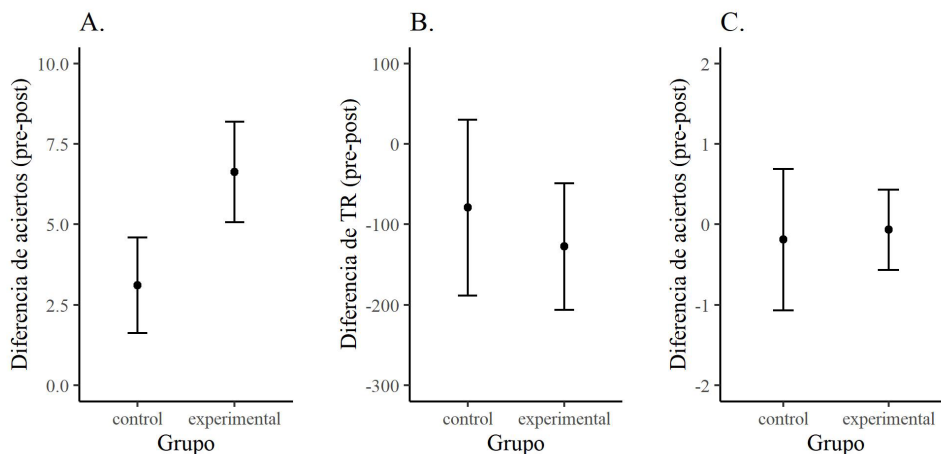 A.
Diferencia de aciertos (pre-post)
10.0
7.5
5.0
2.5
0.0
control experimental
Grupo
B.
Diferencia de TR (pre-post)
100
0
-100
-200
-300
control experimental
Grupo
C.
Diferencia de aciertos (pre-post)
2
1
0
-1
-2
control experimental
Grupo